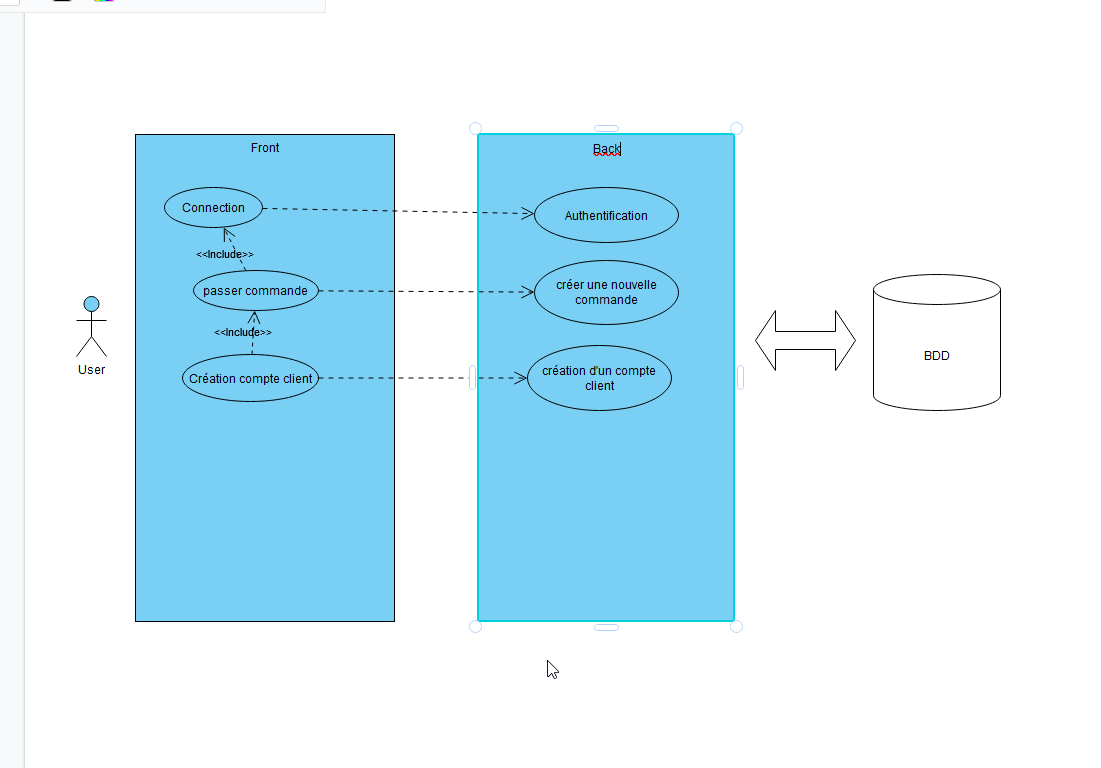 Front
Back
Connection
Authentification
<<Include>>
passer commande
créer une nouvelle
commande
<<Include>>
Création compte client
création d'un compte
client
User
BDD